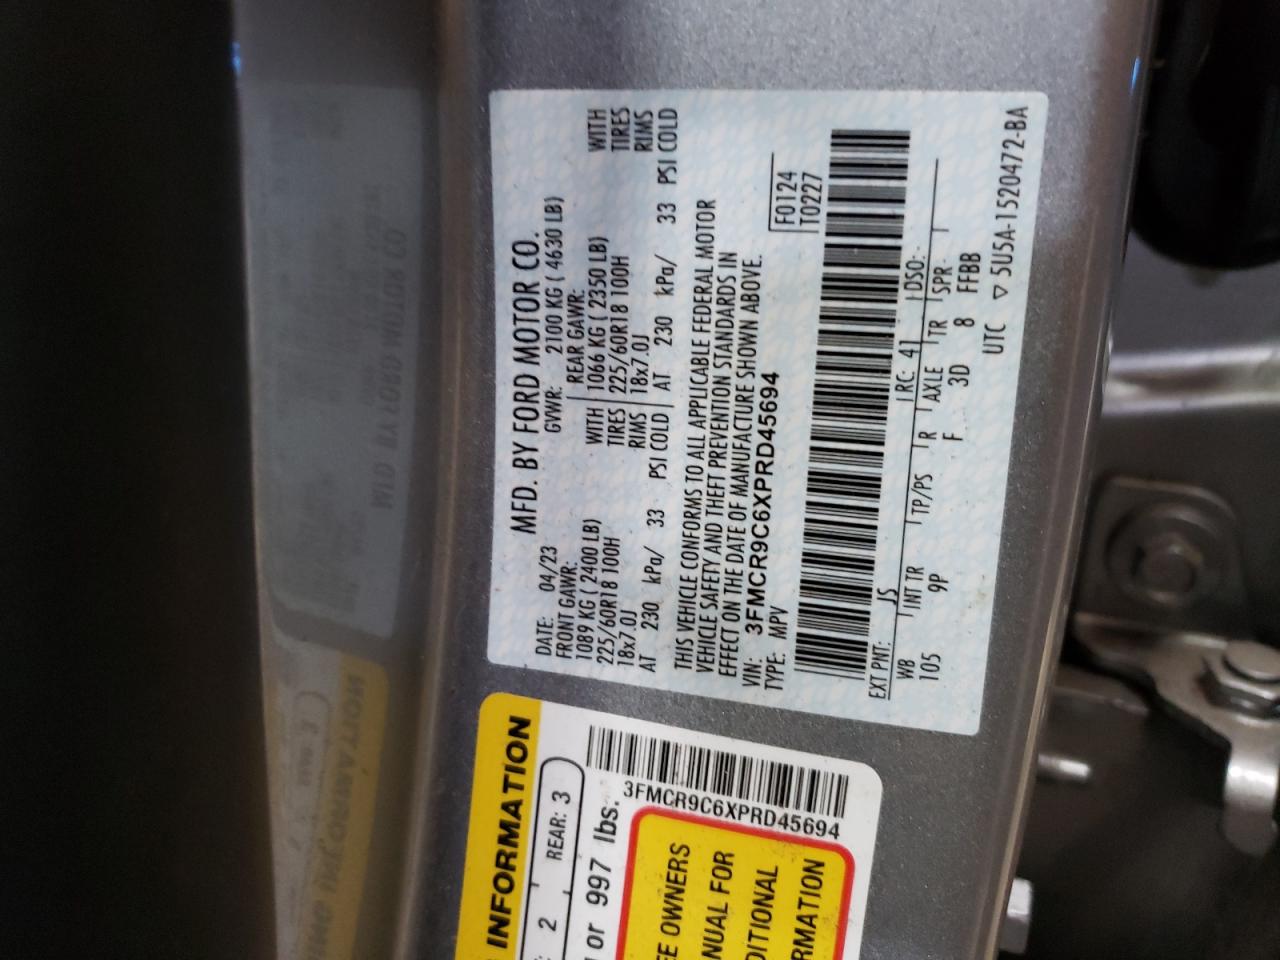 MFD. BY FORD MOTOR CO.
DATE: 04/23 GVWR: 2100 KG ( 4630 LB)
FRONT GAWR: REAR GAWR:
1089 KG ( 2400 LB) WITH 1066 KG ( 2350 LB) WITH
225/60R18 100H TIRES 225/60R18 100H TIRES
18x7.0J RIMS 18x7.0J RIMS
AT 230 kPa/ 33 PSI COLD AT 230 kPa/ 33 PSI COLD
THIS VEHICLE CONFORMS TO ALL APPLICABLE FEDERAL MOTOR
VEHICLE SAFETY AND THEFT PREVENTION STANDARDS IN
EFFECT ON THE DATE OF MANUFACTURE SHOWN ABOVE.
VIN: 3FMCR9C6XPRD45694
TYPE: MPV
F0124
T0227
EXT PNT: JS RC: 41 DSO:
WB INT TR TP/PS R AXLE TR SPR
105 9P F 3D 8 FFBB
UTC ▽ 5U5A-1520472-BA
INFORMATION
2 REAR: 3
or 997 lbs.
3FMCR9C6XPRD45694
EE OWNERS
NUAL FOR
DITIONAL
RMATION